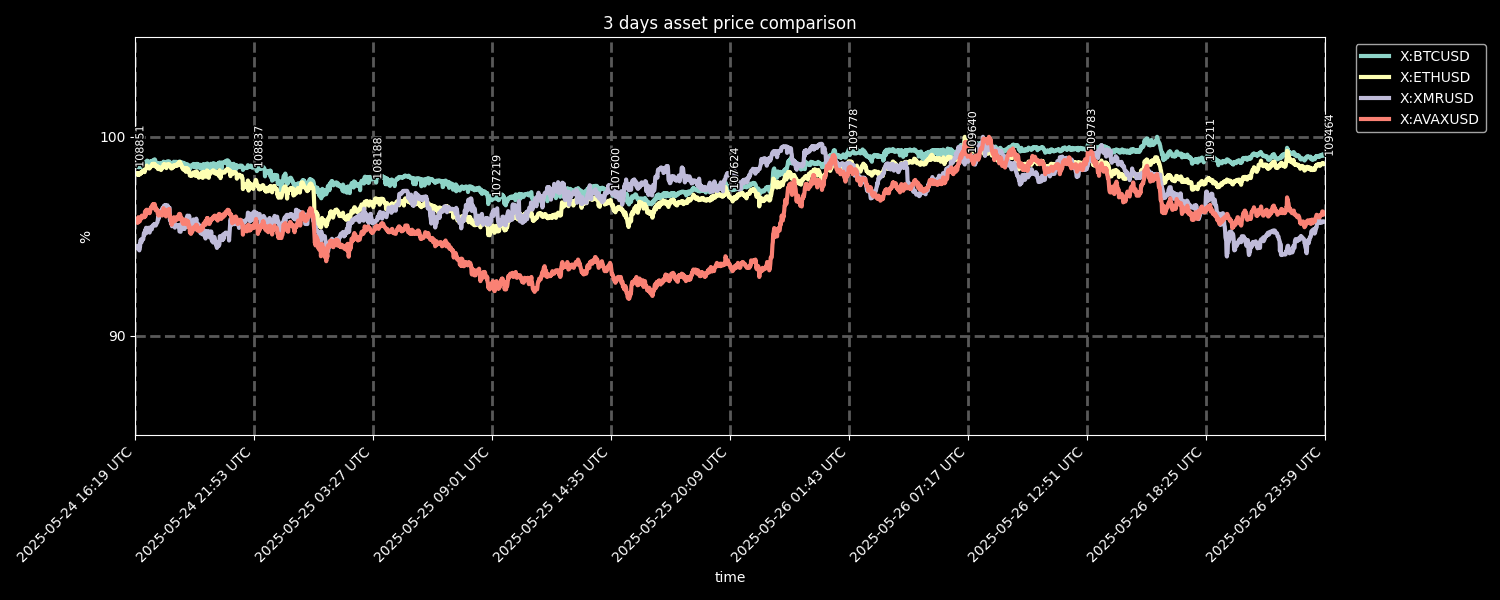 3 days asset price comparison
X:BTCUSD
X:ETHUSD
X:XMRUSD
X:AVAXUSD
100
90
%
108851
108837
108188
107219
107600
107624
109778
109640
109783
109211
109464
2025-05-24 16:19 UTC
2025-05-24 21:53 UTC
2025-05-25 03:27 UTC
2025-05-25 09:01 UTC
2025-05-25 14:35 UTC
2025-05-25 20:09 UTC
2025-05-26 01:43 UTC
2025-05-26 07:17 UTC
2025-05-26 12:51 UTC
2025-05-26 18:25 UTC
2025-05-26 23:59 UTC
time